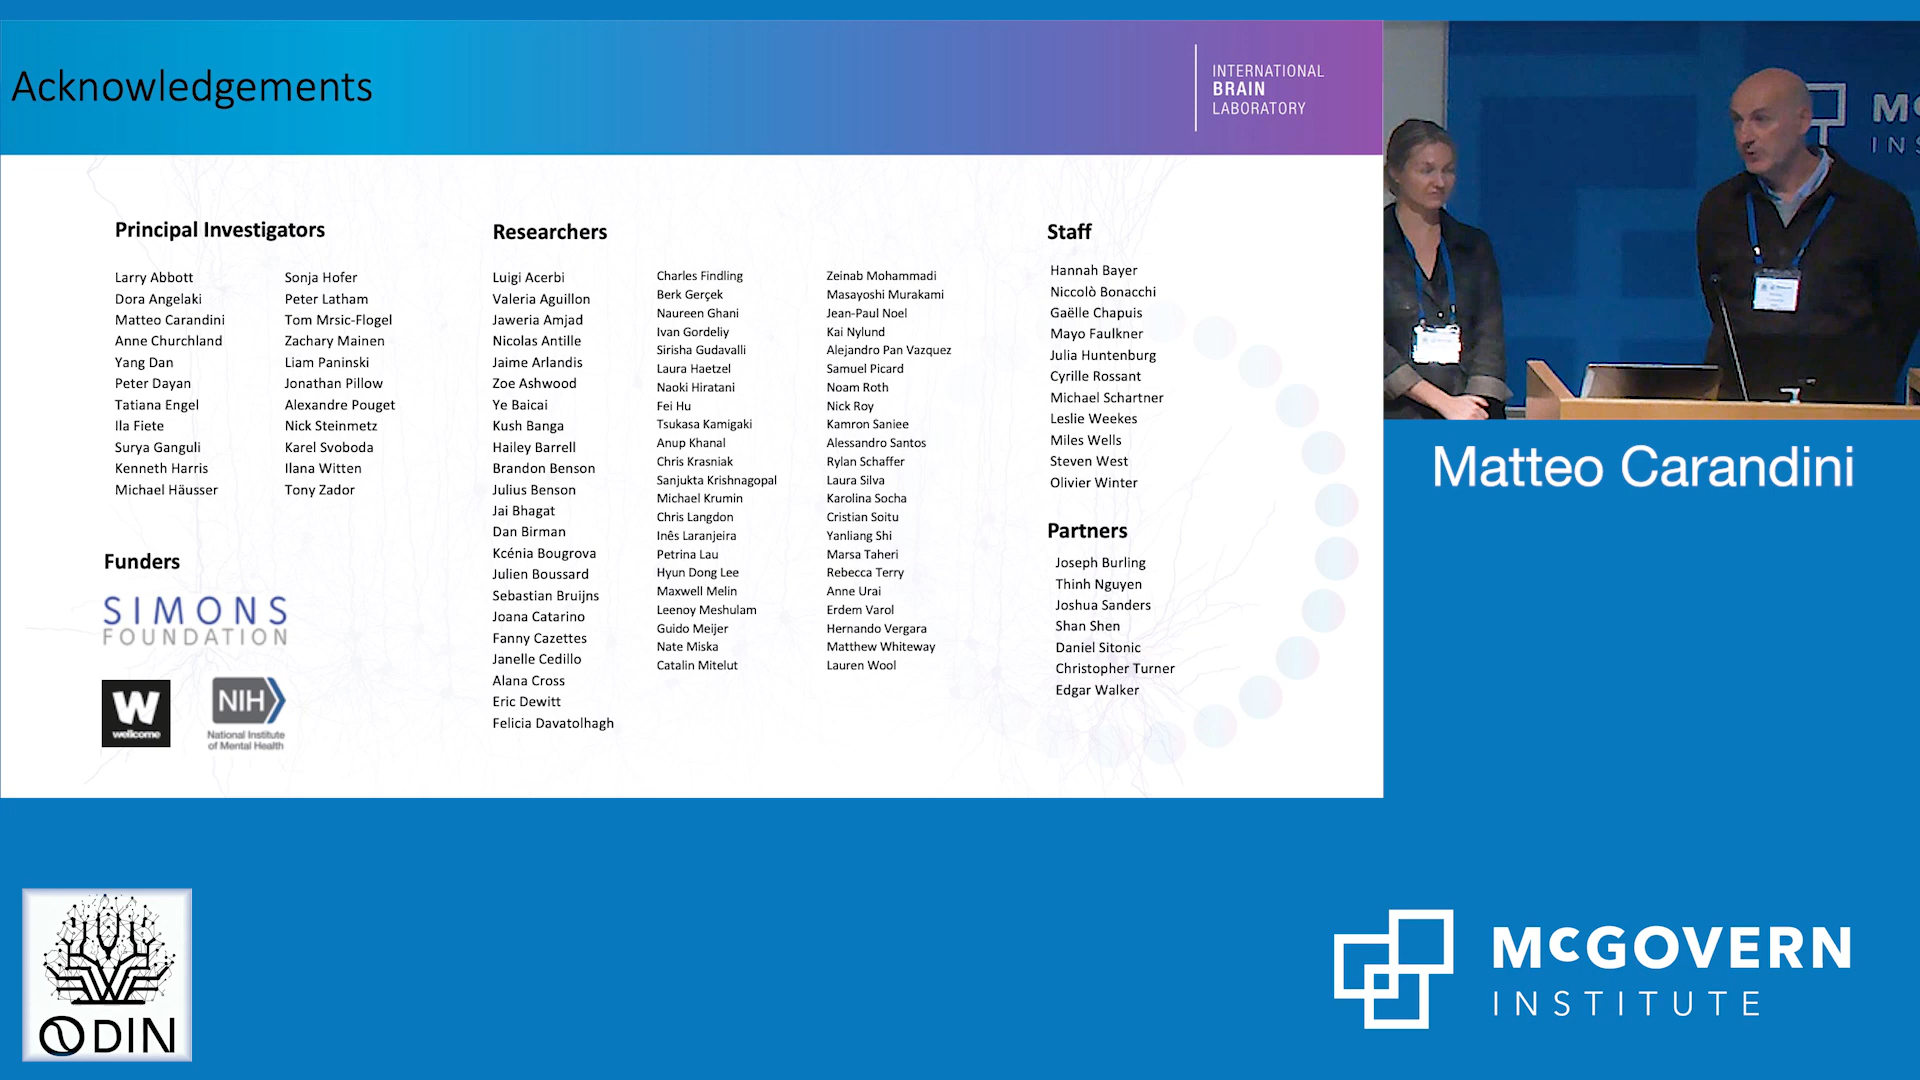 Acknowledgements
INTERNATIONAL
BRAIN
LABORATORY
Principal Investigators
Larry Abbott
Dora Angelaki
Matteo Carandini
Anne Churchland
Yang Dan
Peter Dayan
Tatiana Engel
Ila Fiete
Surya Ganguli
Kenneth Harris
Michael Häusser
Sonja Hofer
Peter Latham
Tom Mrsic-Flogel
Zachary Mainen
Liam Paninski
Jonathan Pillow
Alexandre Pouget
Nick Steinmetz
Karel Svoboda
Ilana Witten
Tony Zador
Funders
SIMONS
FOUNDATION
W
wellcome
NIH
National Institute
of Mental Health
Researchers
Luigi Acerbi
Valeria Aguillon
Jaweria Amjad
Nicolas Antille
Jaime Arlandis
Zoe Ashwood
Ye Baicai
Kush Banga
Hailey Barrell
Brandon Benson
Julius Benson
Jai Bhagat
Dan Birman
Kcénia Bougrova
Julien Boussard
Sebastian Bruijns
Joana Catarino
Fanny Cazettes
Janelle Cedillo
Alana Cross
Eric Dewitt
Felicia Davatolhagh
Charles Findling
Berk Gerçek
Naureen Ghani
Ivan Gordeliy
Sirisha Gudavalli
Laura Haetzel
Naoki Hiratani
Fei Hu
Tsukasa Kamigaki
Anup Khanal
Chris Krasniak
Sanjukta Krishnagopal
Michael Krumin
Chris Langdon
Inês Laranjeira
Petrina Lau
Hyun Dong Lee
Maxwell Melin
Leenoy Meshulam
Guido Meijer
Nate Miska
Catalin Mitelut
Zeinab Mohammadi
Masayoshi Murakami
Jean-Paul Noel
Kai Nylund
Alejandro Pan Vazquez
Samuel Picard
Noam Roth
Nick Roy
Kamron Saniee
Alessandro Santos
Rylan Schaffer
Laura Silva
Karolina Socha
Cristian Soitu
Yanliang Shi
Marsa Taheri
Rebecca Terry
Anne Urai
Erdem Varol
Hernando Vergara
Matthew Whiteway
Lauren Wool
Staff
Hannah Bayer
Niccolò Bonacchi
Gaëlle Chapuis
Mayo Faulkner
Julia Huntenburg
Cyrille Rossant
Michael Schartner
Leslie Weekes
Miles Wells
Steven West
Olivier Winter
Partners
Joseph Burling
Thinh Nguyen
Joshua Sanders
Shan Shen
Daniel Sitonic
Christopher Turner
Edgar Walker
Matteo Carandini
ODIN
McGOVERN
INSTITUTE